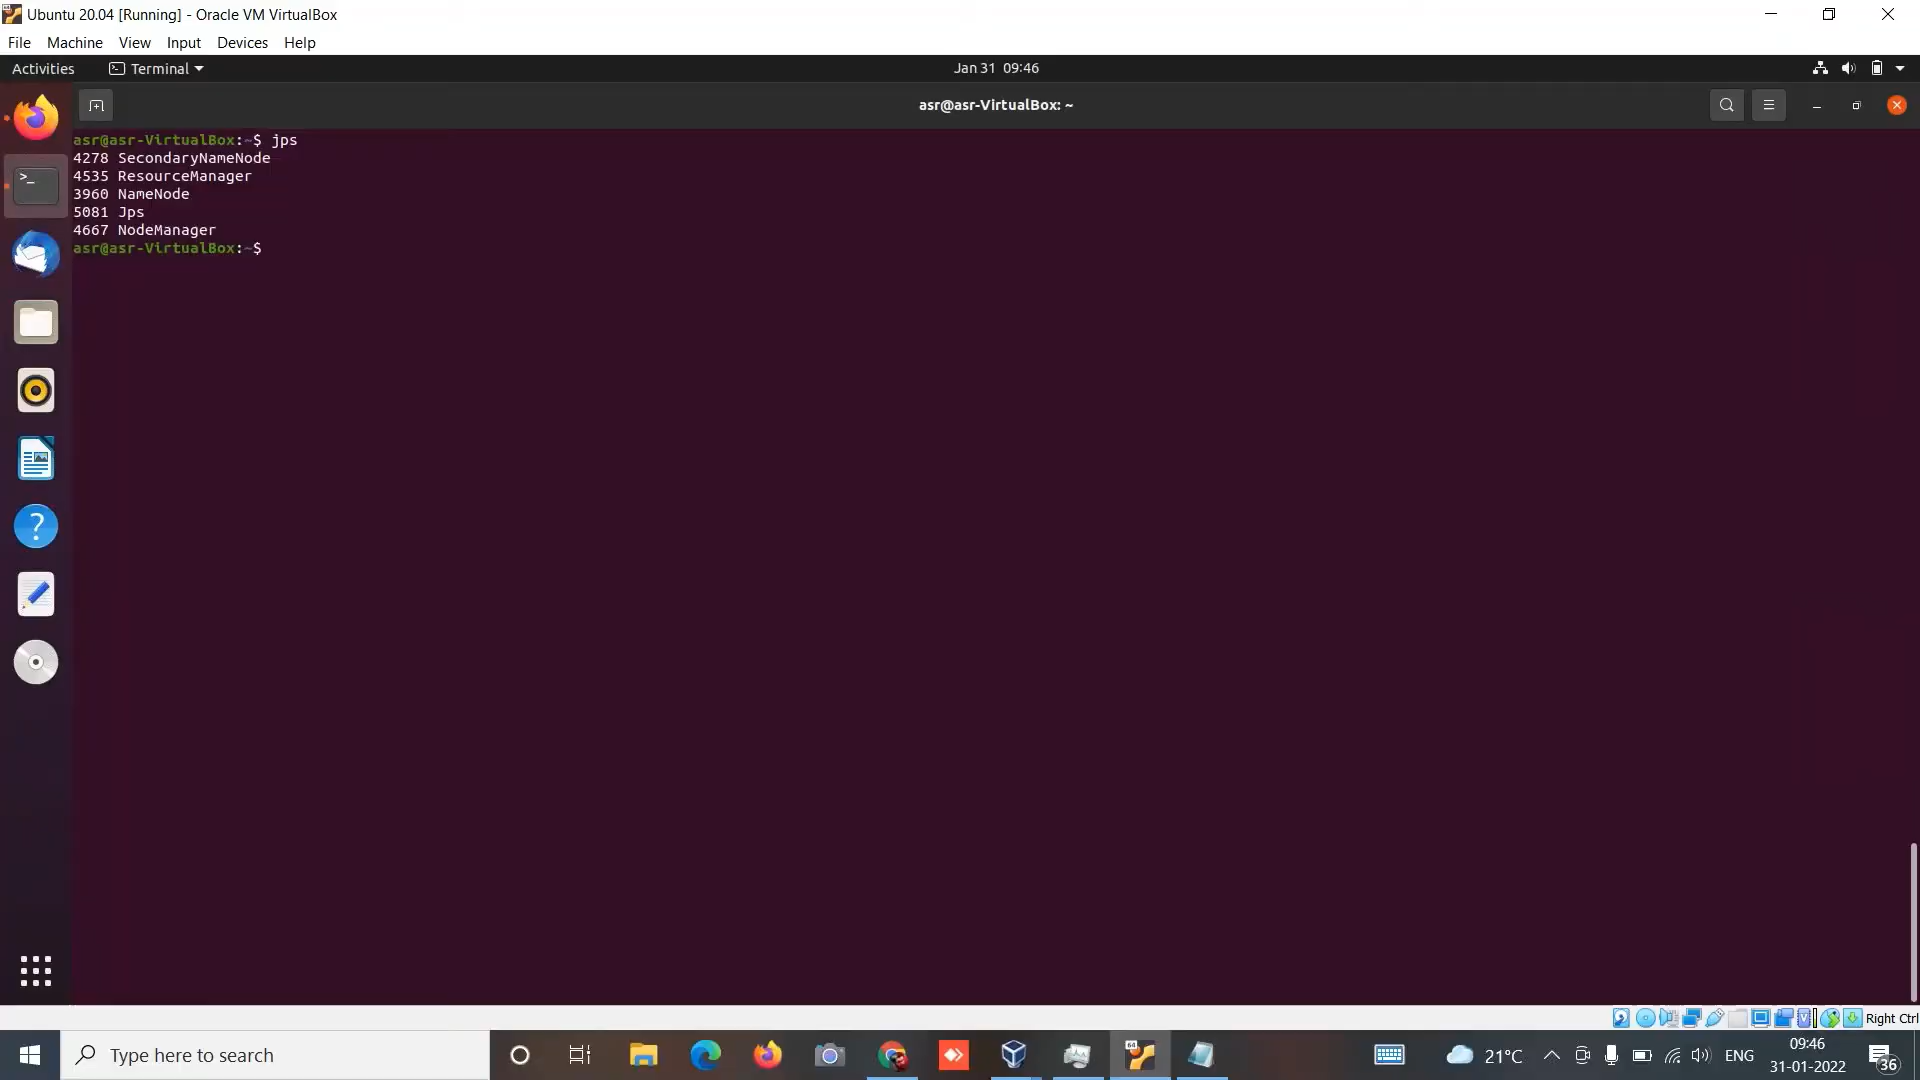 Ubuntu 20.04 [Running] - Oracle VM VirtualBox
File Machine View Input Devices Help
Activities Terminal Jan 31 09:46
asr@asr-VirtualBox: ~
asr@asr-VirtualBox:~$ jps
4278 SecondaryNameNode
4535 ResourceManager
3960 NameNode
5081 Jps
4667 NodeManager
asr@asr-VirtualBox:~$
Right Ctrl
Type here to search
21°C
ENG
09:46
31-01-2022
36